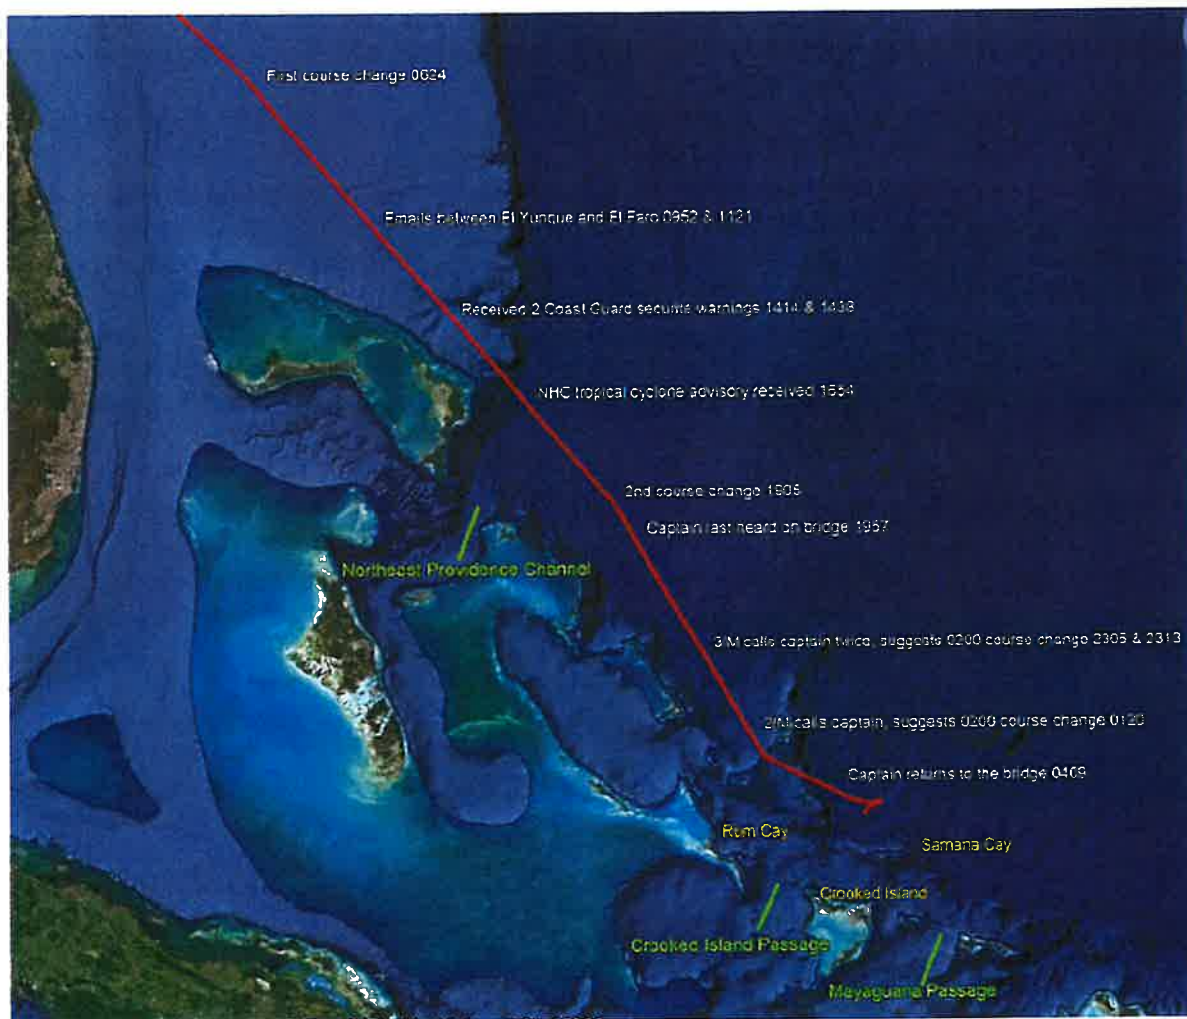 First course change 0624
Emails between El Yunque and El Faro 0952 & 1121
Received 2 Coast Guard securite warnings 1414 & 1438
NHC tropical cyclone advisory received 1654
2nd course change 1905
Captain last heard on bridge 1957
Northeast Providence Channel
3/M calls captain twice, suggests 0200 course change 2305 & 2313
2/M calls captain, suggests 0200 course change 0120
Captain returns to the bridge 0409
Rum Cay
Samana Cay
Crooked Island
Crooked Island Passage
Mayaguana Passage